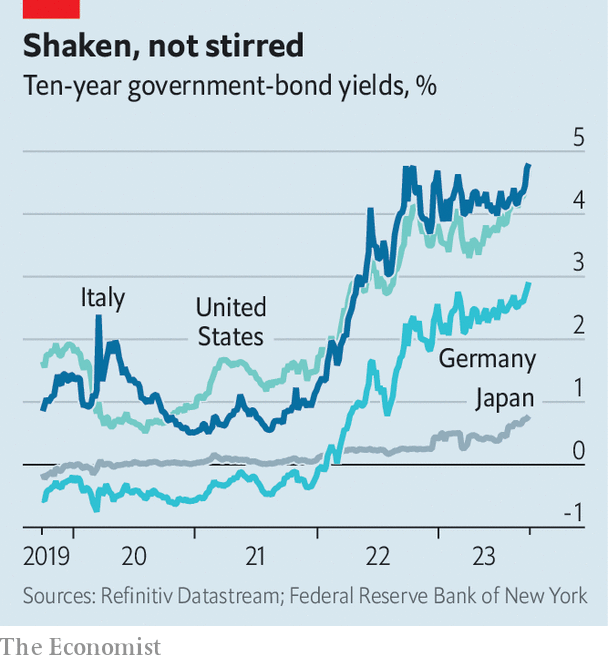 Shaken, not stirred
Ten-year government-bond yields, %
5
4
3
Italy
United
States
2
Germany
1
Japan
0
-1
2019 20 21 22 23
Sources: Refinitiv Datastream; Federal Reserve Bank of New York
The Economist